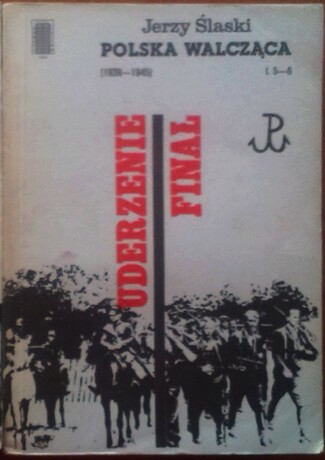 Jerzy Ślaski
POLSKA WALCZĄCA
(1939—1945) t. 5—6
UDERZENIE
FINAŁ